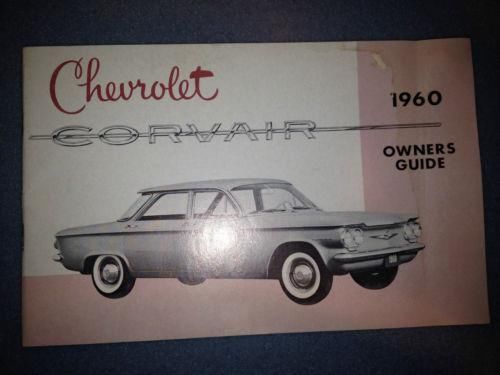 Chevrolet
CORVAIR
1960
OWNERS
GUIDE